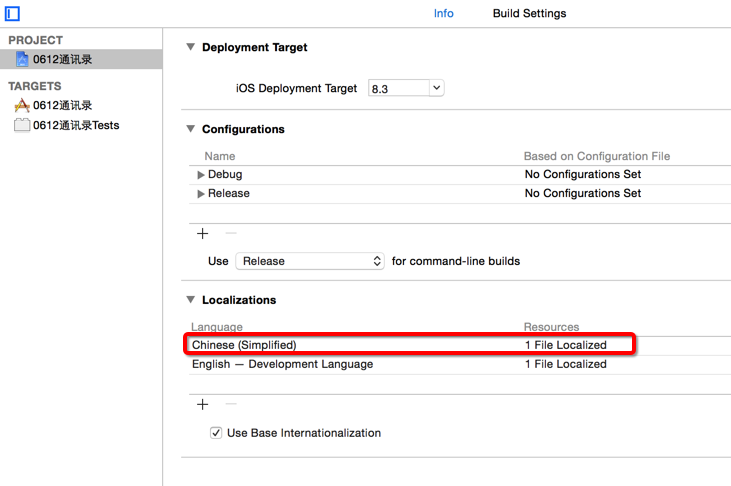 Info Build Settings
PROJECT
0612通讯录
TARGETS
0612通讯录
0612通讯录Tests
Deployment Target
iOS Deployment Target 8.3
Configurations
Name Based on Configuration File
Debug No Configurations Set
Release No Configurations Set
Use Release for command-line builds
Localizations
Language Resources
Chinese (Simplified) 1 File Localized
English — Development Language 1 File Localized
Use Base Internationalization